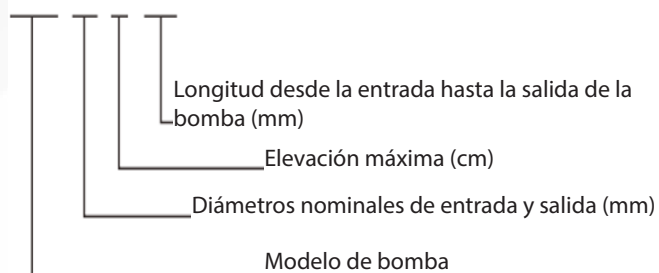 Longitud desde la entrada hasta la salida de la
bomba (mm)
Elevación máxima (cm)
Diámetros nominales de entrada y salida (mm)
Modelo de bomba